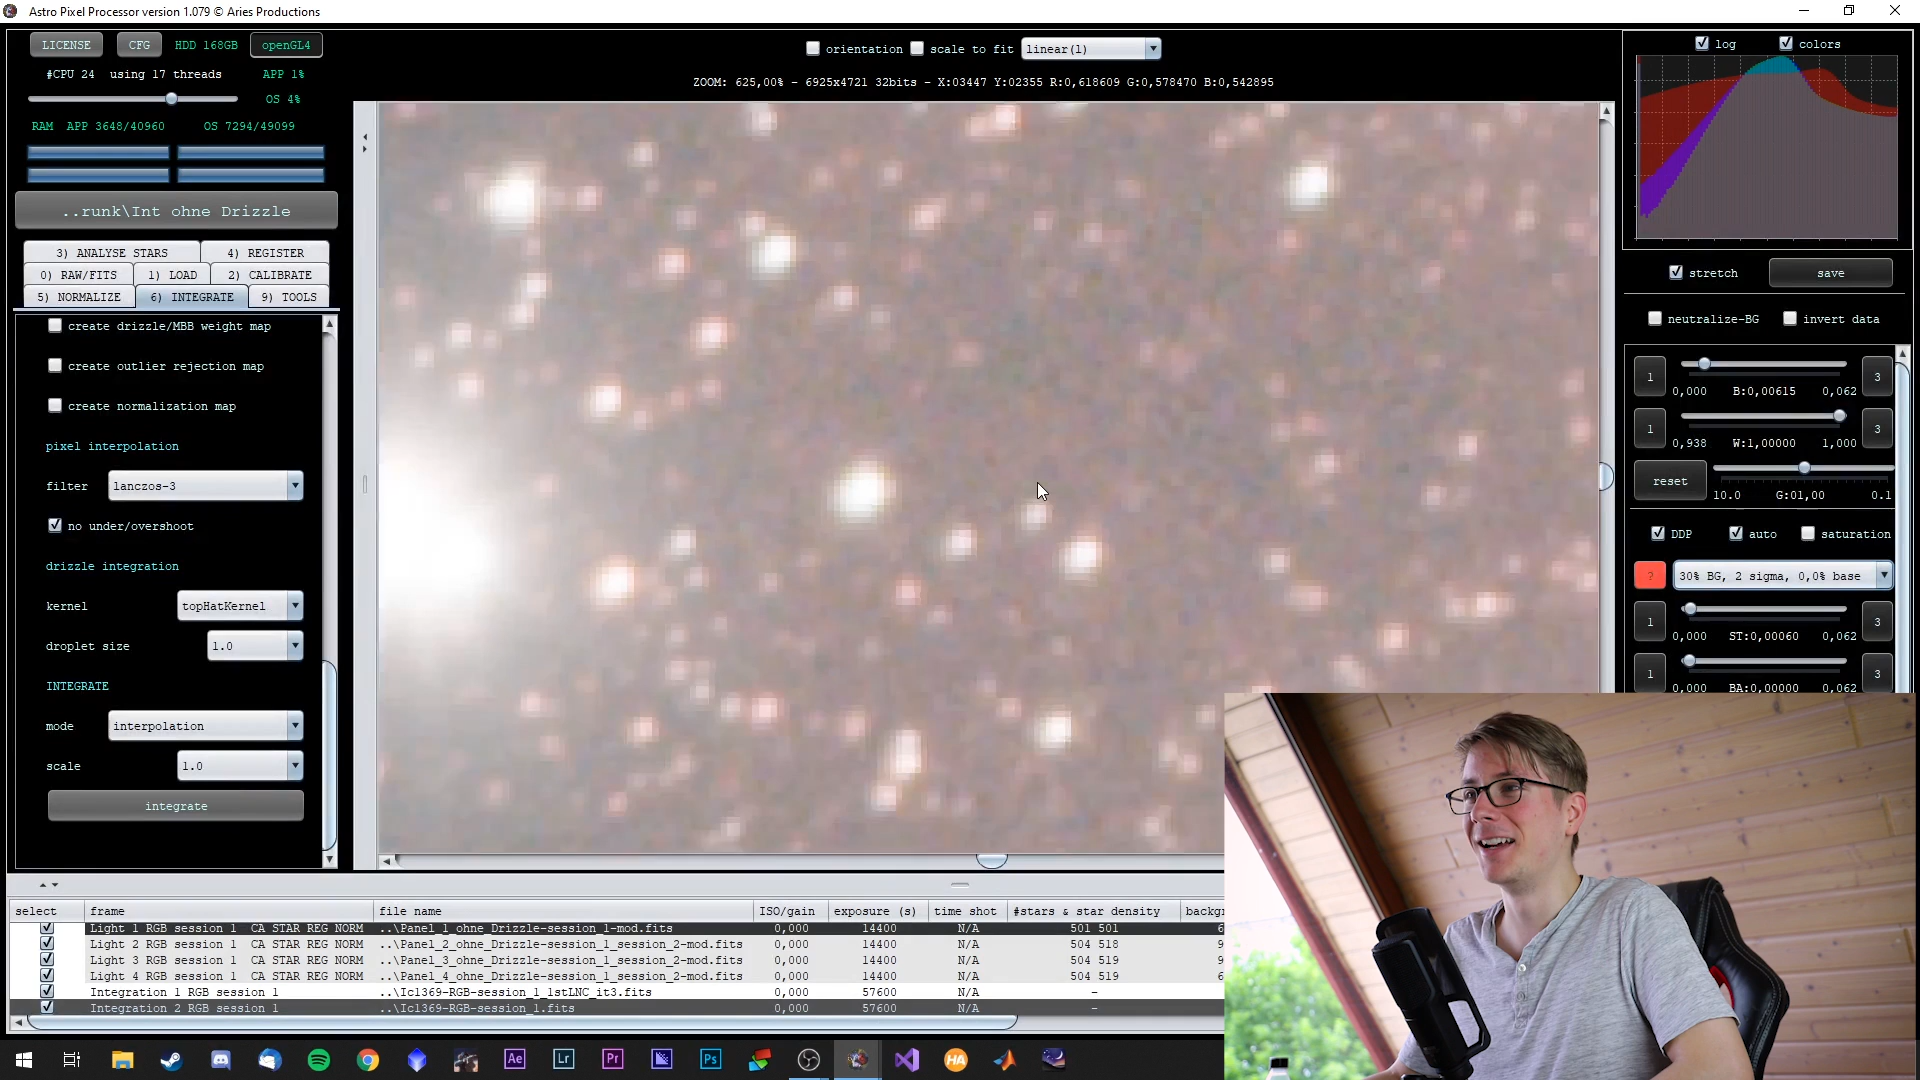 Astro Pixel Processor version 1.079 © Aries Productions
LICENSE CFG HDD 168GB openGL4
#CPU 24 using 17 threads APP 1%
OS 4%
RAM APP 3648/40960 OS 7294/49099
..runk\Int ohne Drizzle
3) ANALYSE STARS 4) REGISTER
0) RAW/FITS 1) LOAD 2) CALIBRATE
5) NORMALIZE 6) INTEGRATE 9) TOOLS
create drizzle/MBB weight map
create outlier rejection map
create normalization map
pixel interpolation
filter lanczos-3
no under/overshoot
drizzle integration
kernel topHatKernel
droplet size 1.0
INTEGRATE
mode interpolation
scale 1.0
integrate
orientation scale to fit linear(1)
ZOOM: 625,00% - 6925x4721 32bits - X:03447 Y:02355 R:0,618609 G:0,578470 B:0,542895
log colors
stretch save
neutralize-BG invert data
1 3
0,000 B:0,00615 0,062
1 3
0,938 W:1,00000 1,000
reset
10.0 G:01,00 0.1
DDP auto saturation
? 30% BG, 2 sigma, 0,0% base
1 3
0,000 ST:0,00060 0,062
1 3
0,000 BA:0,00000 0,062
select frame file name ISO/gain exposure (s) time shot #stars & star density backgr
Light 1 RGB session 1 CA STAR REG NORM ..\Panel_1_ohne_Drizzle-session_1-mod.fits 0,000 14400 N/A 501 501 6
Light 2 RGB session 1 CA STAR REG NORM ..\Panel_2_ohne_Drizzle-session_1_session_2-mod.fits 0,000 14400 N/A 504 518 9
Light 3 RGB session 1 CA STAR REG NORM ..\Panel_3_ohne_Drizzle-session_1_session_2-mod.fits 0,000 14400 N/A 504 519 9
Light 4 RGB session 1 CA STAR REG NORM ..\Panel_4_ohne_Drizzle-session_1_session_2-mod.fits 0,000 14400 N/A 504 519 6
Integration 1 RGB session 1 ..\Ic1369-RGB-session_1_1stLNC_it3.fits 0,000 57600 N/A -
Integration 2 RGB session 1 ..\Ic1369-RGB-session_1.fits 0,000 57600 N/A -
Ae Lr Pr Ps HA